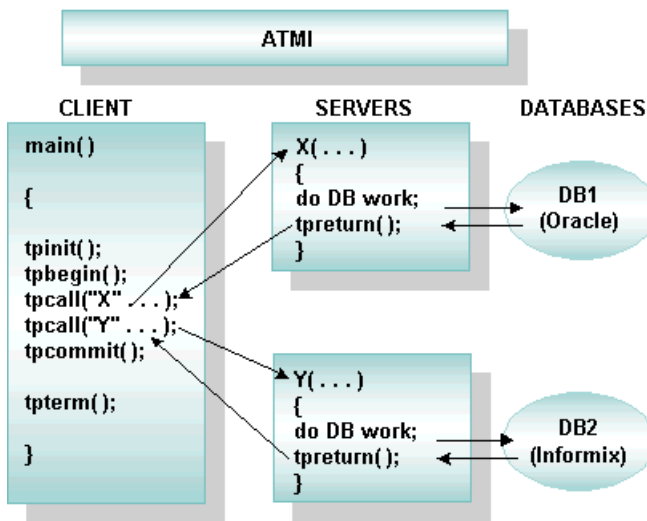 ATMI
CLIENT
SERVERS
DATABASES
main( )
{
tpinit( );
tpbegin( );
tpcall("X" . . . );
tpcall("Y" . . . );
tpcommit( );
tpterm( );
}
X( . . . )
{
do DB work;
tpreturn( );
}
DB1
(Oracle)
Y( . . . )
{
do DB work;
tpreturn( );
}
DB2
(Informix)